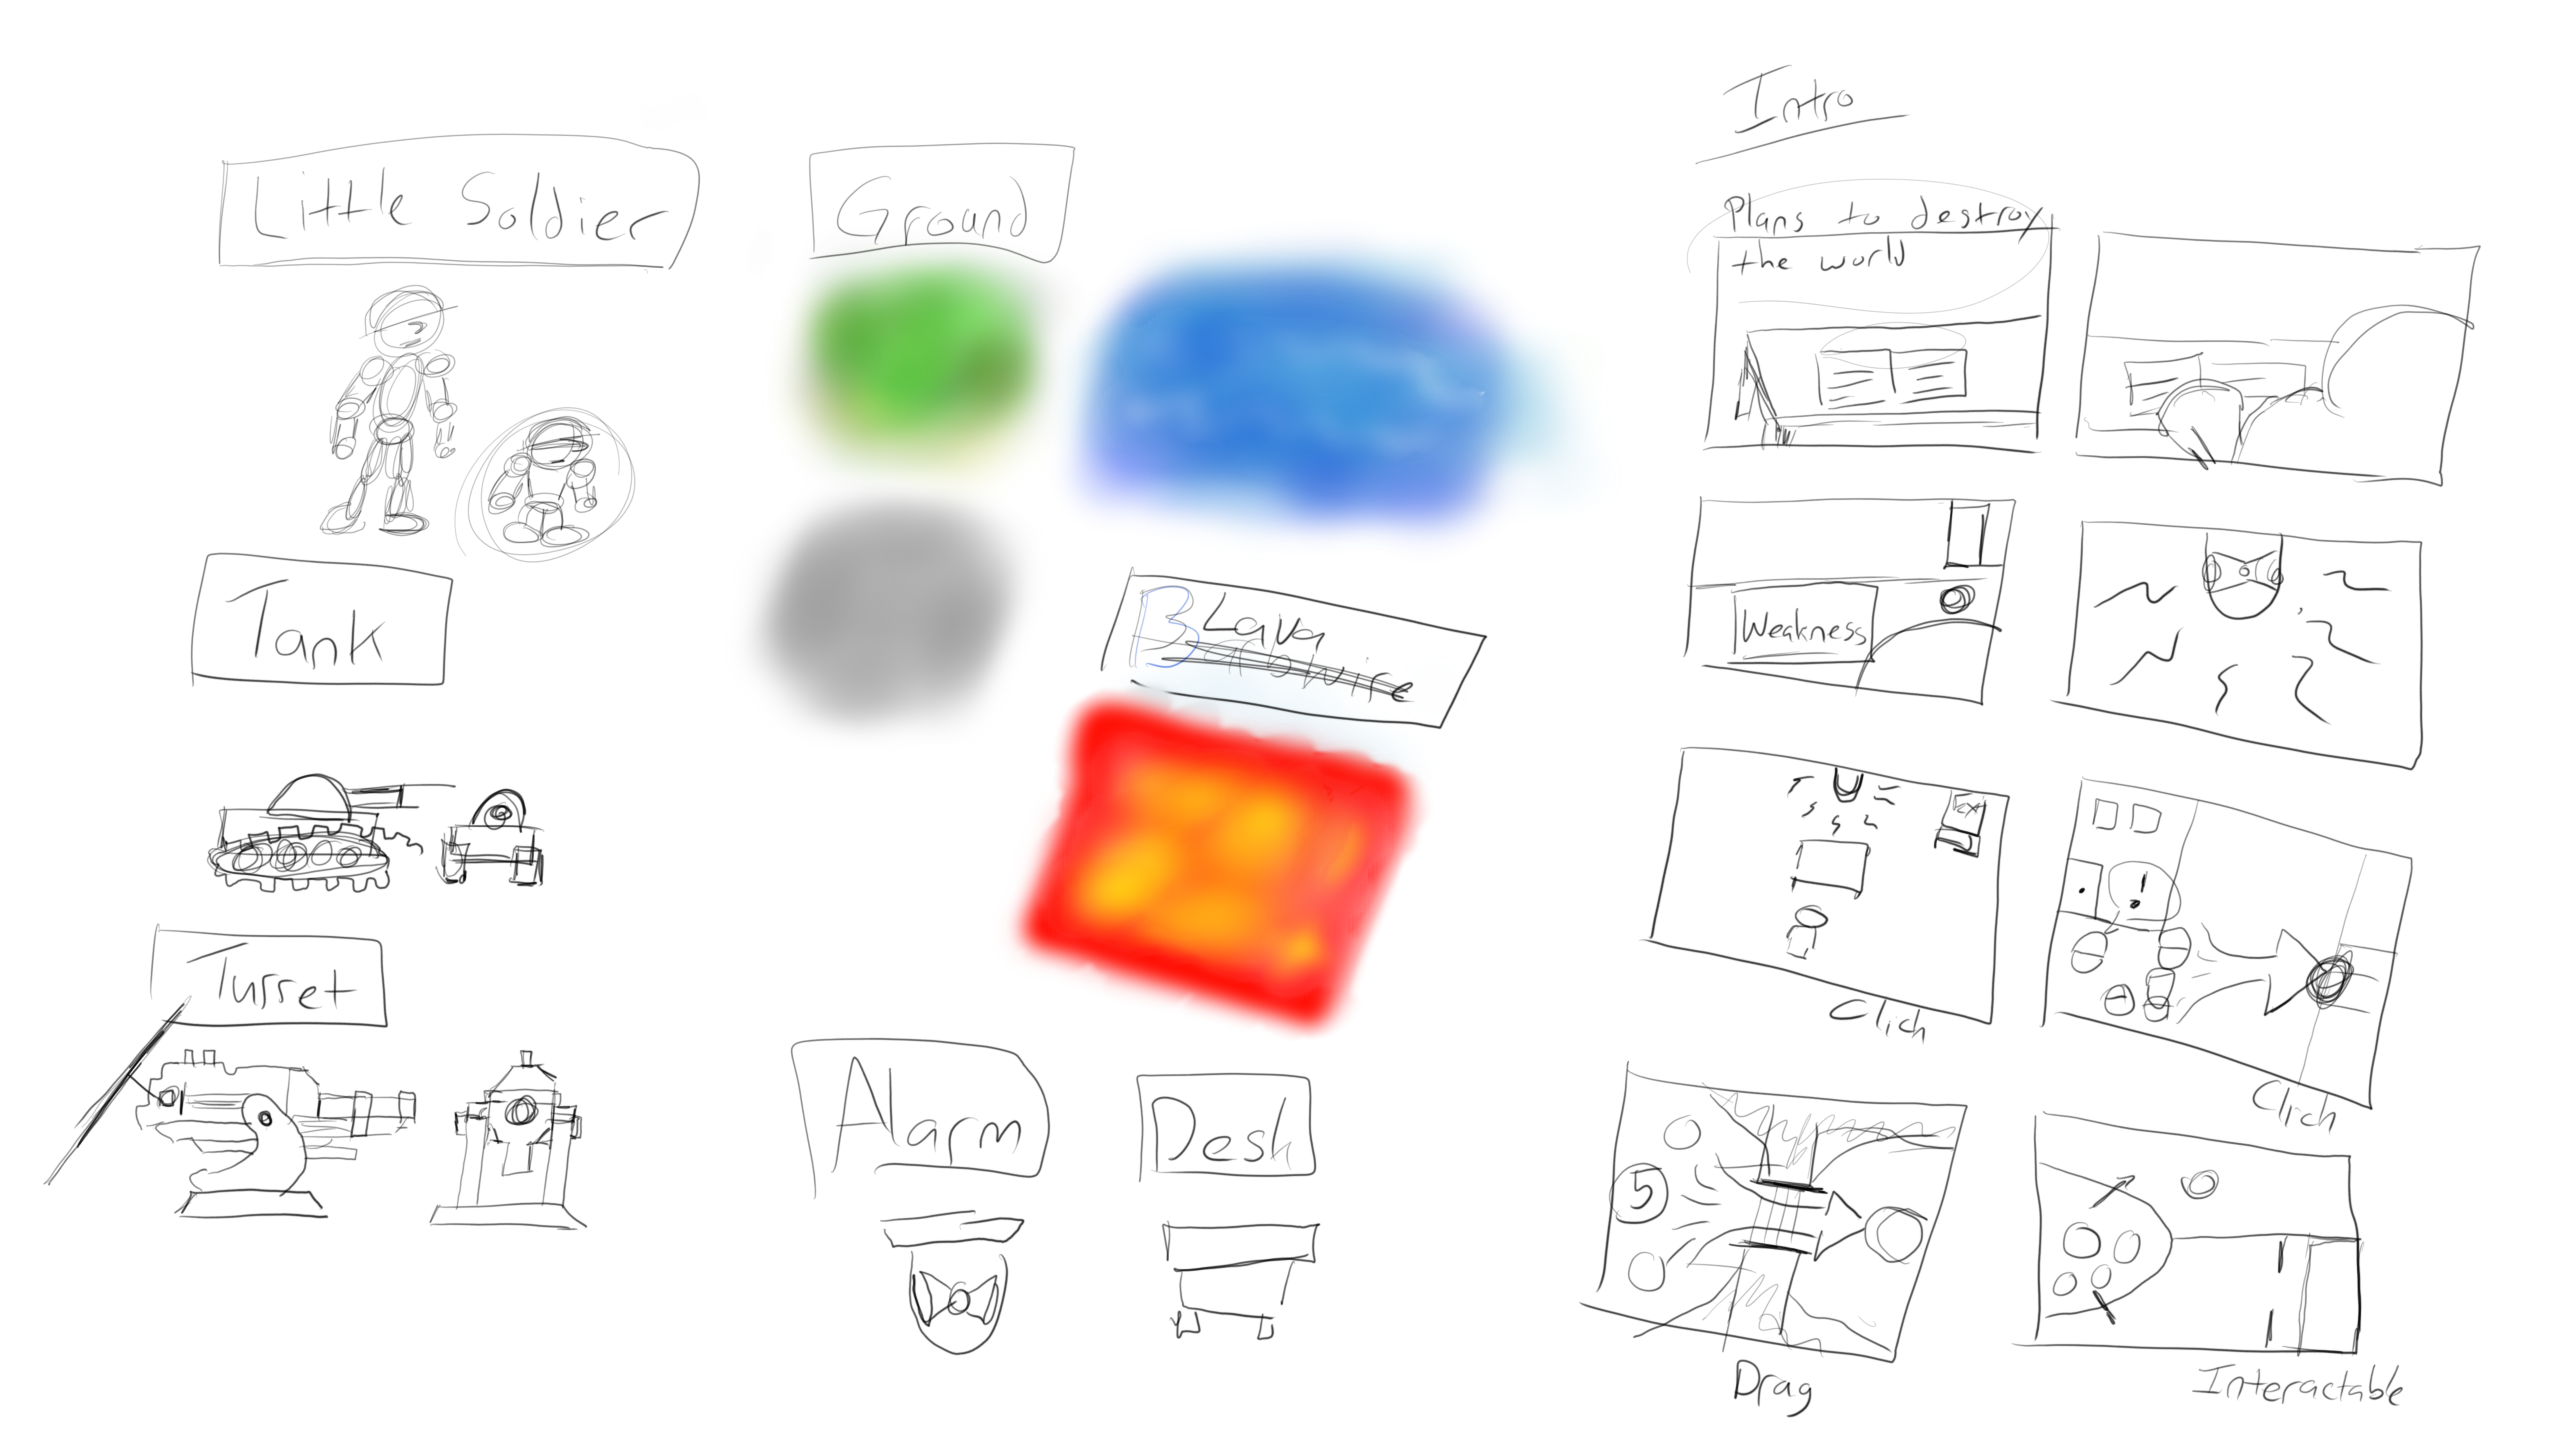 Little Soldier
Tank
Turret
Ground
Lava
Barbwire
Alarm
Desk
Intro
Plans to destroy
the world
Weakness
Click
!
Click
5
Drag
Interactable